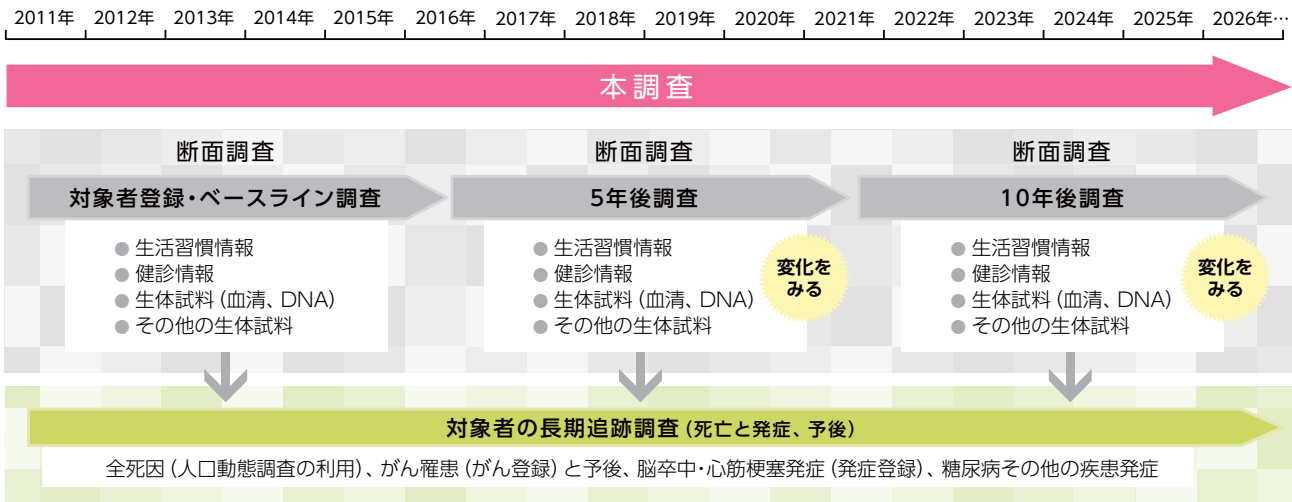 2011年 2012年 2013年 2014年 2015年 2016年 2017年 2018年 2019年 2020年 2021年 2022年 2023年 2024年 2025年 2026年…
本調査
断面調査
対象者登録・ベースライン調査
● 生活習慣情報
● 健診情報
● 生体試料（血清、DNA）
● その他の生体試料
断面調査
5年後調査
● 生活習慣情報
● 健診情報
● 生体試料（血清、DNA）
● その他の生体試料
変化を
みる
断面調査
10年後調査
● 生活習慣情報
● 健診情報
● 生体試料（血清、DNA）
● その他の生体試料
変化を
みる
対象者の長期追跡調査（死亡と発症、予後）
全死因（人口動態調査の利用）、がん罹患（がん登録）と予後、脳卒中・心筋梗塞発症（発症登録）、糖尿病その他の疾患発症